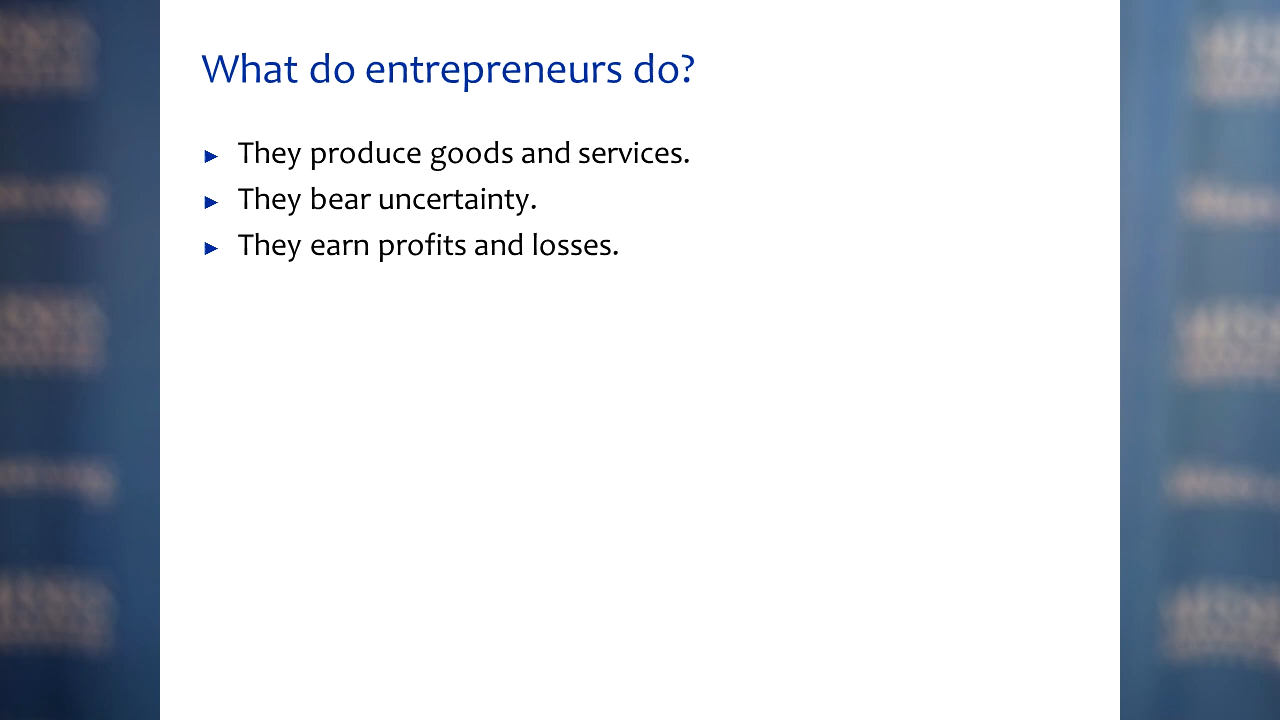 What do entrepreneurs do?
► They produce goods and services.
► They bear uncertainty.
► They earn profits and losses.